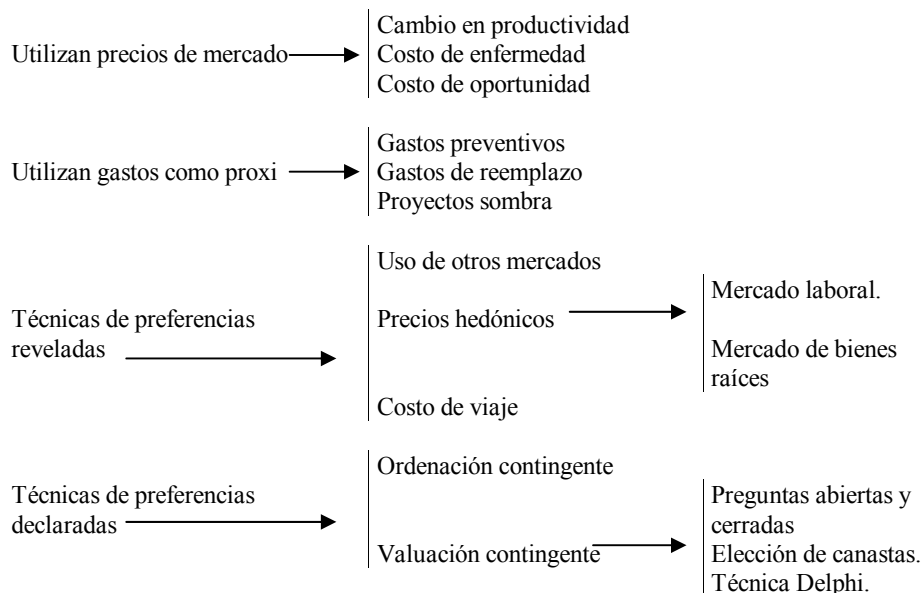 Utilizan precios de mercado
Cambio en productividad
Costo de enfermedad
Costo de oportunidad
Utilizan gastos como proxi
Gastos preventivos
Gastos de reemplazo
Proyectos sombra
Técnicas de preferencias
reveladas
Uso de otros mercados
Precios hedónicos
Mercado laboral.
Mercado de bienes
raíces
Costo de viaje
Técnicas de preferencias
declaradas
Ordenación contingente
Valuación contingente
Preguntas abiertas y
cerradas
Elección de canastas.
Técnica Delphi.